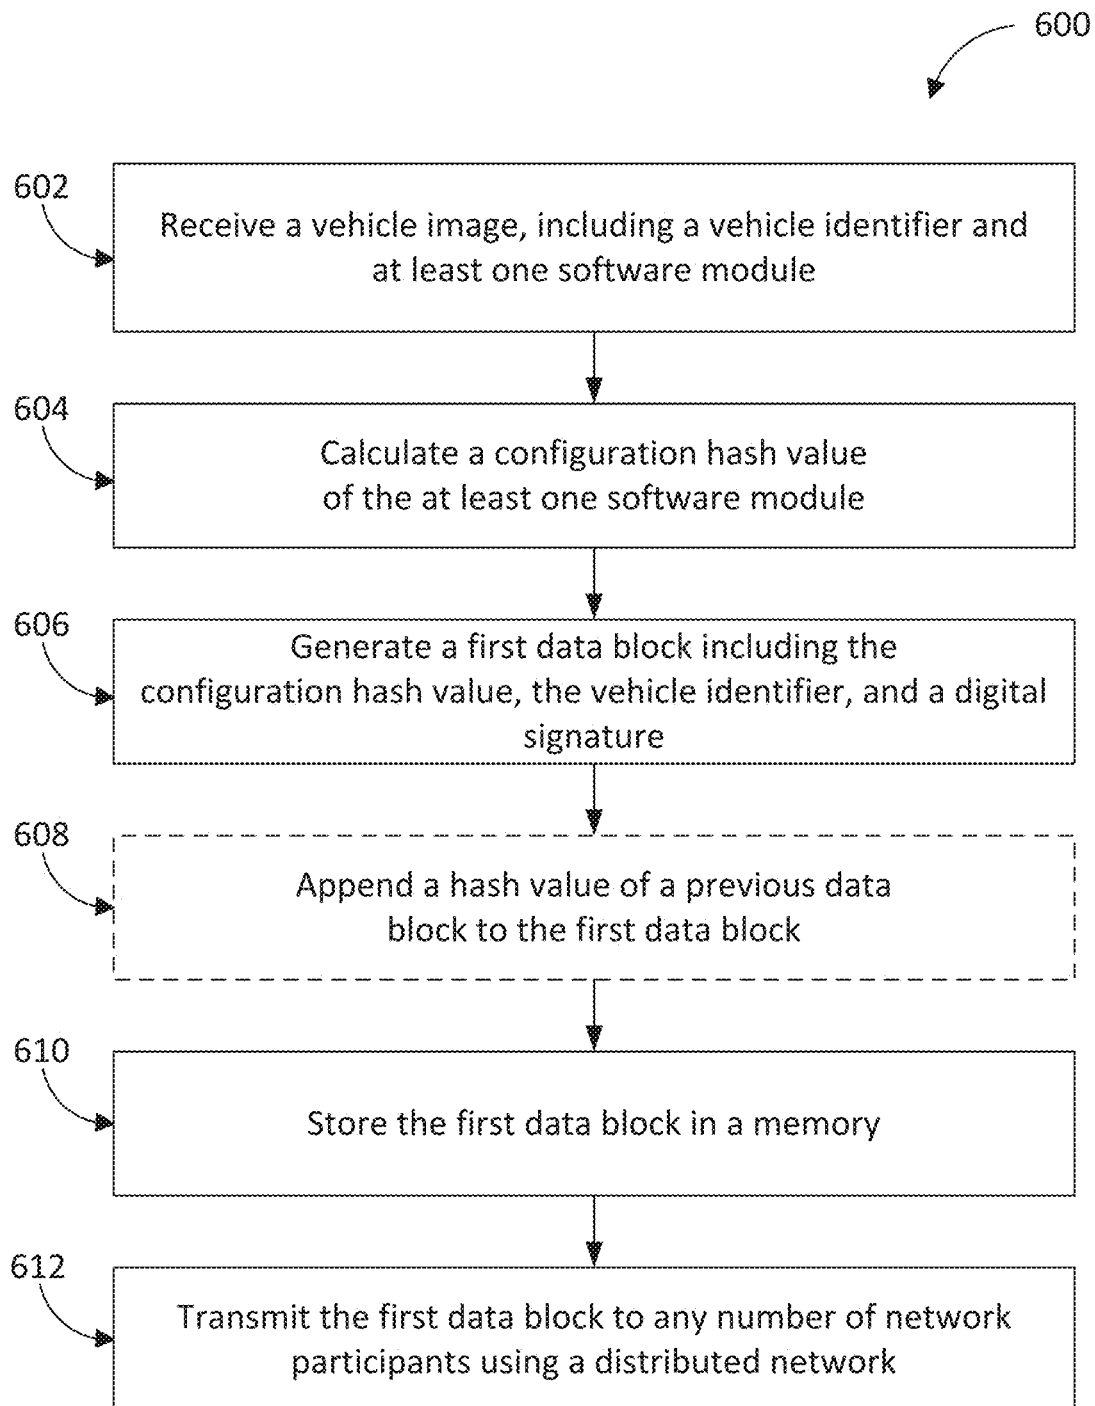 600
602
Receive a vehicle image, including a vehicle identifier and
at least one software module
604
Calculate a configuration hash value
of the at least one software module
606
Generate a first data block including the
configuration hash value, the vehicle identifier, and a digital
signature
608
Append a hash value of a previous data
block to the first data block
610
Store the first data block in a memory
612
Transmit the first data block to any number of network
participants using a distributed network